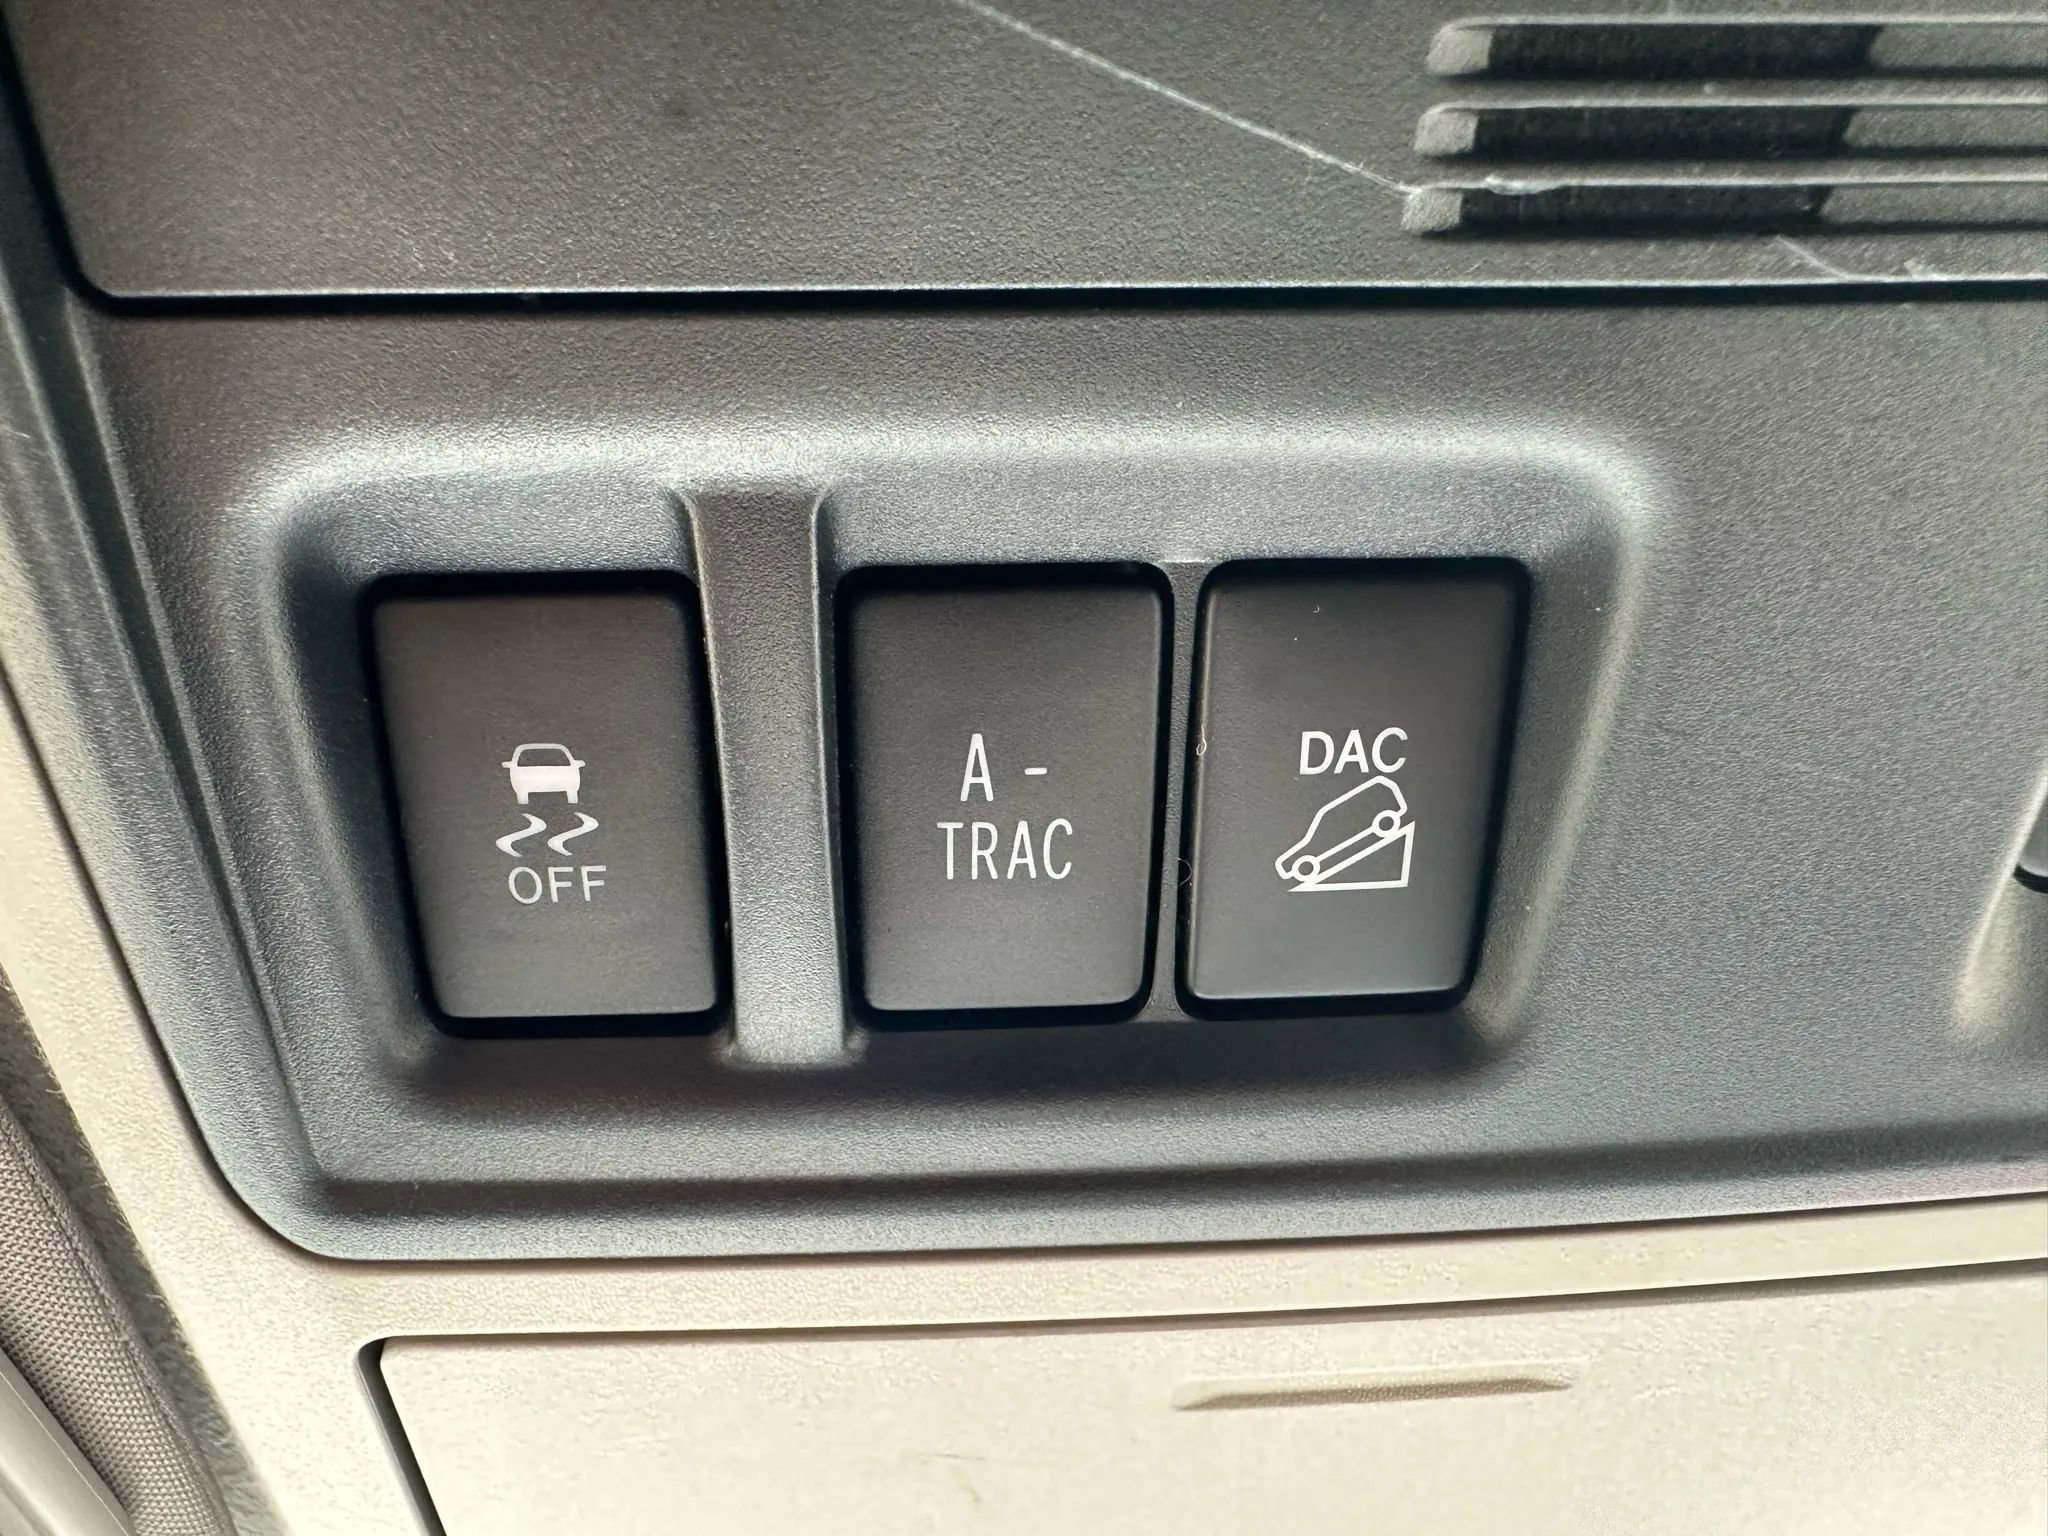 OFF
A -
TRAC
DAC